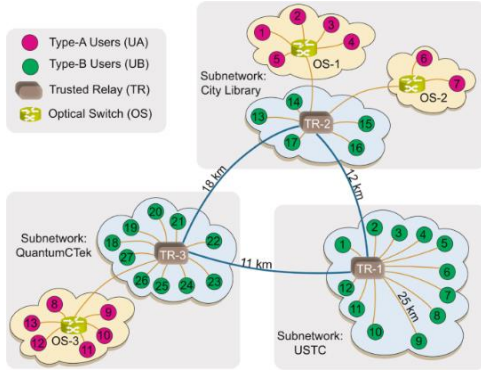 Type-A Users (UA)
Type-B Users (UB)
Trusted Relay (TR)
Optical Switch (OS)
1
2
3
4
5
OS-1
6
7
OS-2
Subnetwork:
City Library
13
14
15
16
17
TR-2
18 km
12 km
11 km
Subnetwork:
QuantumCTek
18
19
20
21
22
23
24
25
26
27
TR-3
8
9
10
11
12
13
OS-3
1
2
3
4
5
6
7
8
9
10
11
12
TR-1
25 km
Subnetwork:
USTC